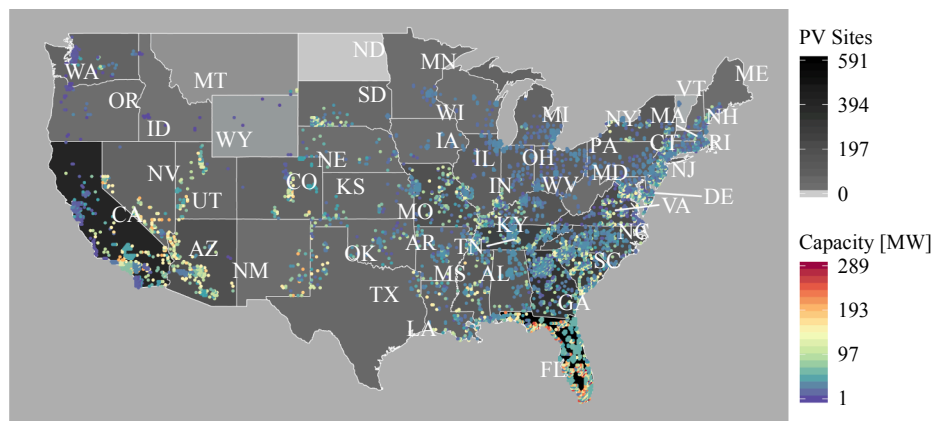 ND
MN
ME
WA
MT
VT
OR
SD
WI
MI
NY
MA
NH
ID
WY
IA
PA
CT
RI
NE
IL
OH
NV
UT
CO
KS
IN
WV
MD
NJ
DE
CA
MO
KY
VA
AZ
NM
OK
AR
TN
NC
MS
AL
SC
TX
GA
LA
FL
PV Sites
591
394
197
0
Capacity [MW]
289
193
97
1